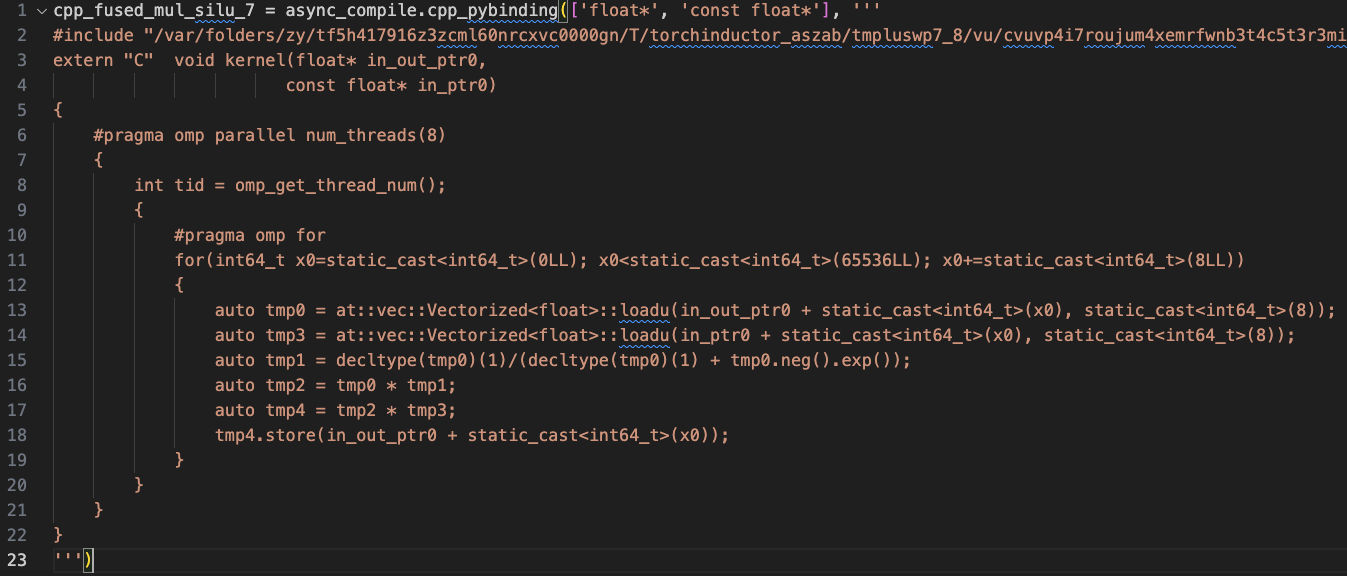 1 cpp_fused_mul_silu_7 = async_compile.cpp_pybinding(['float*', 'const float*'], '''
2 #include "/var/folders/zy/tf5h417916z3zcml60nrcxvc0000gn/T/torchinductor_aszab/tmpluswp7_8/vu/cvuvp4i7roujum4xemrfwnb3t4c5t3r3mi
3 extern "C"  void kernel(float* in_out_ptr0,
4                        const float* in_ptr0)
5 {
6     #pragma omp parallel num_threads(8)
7     {
8         int tid = omp_get_thread_num();
9         {
10             #pragma omp for
11             for(int64_t x0=static_cast<int64_t>(0LL); x0<static_cast<int64_t>(65536LL); x0+=static_cast<int64_t>(8LL))
12             {
13                 auto tmp0 = at::vec::Vectorized<float>::loadu(in_out_ptr0 + static_cast<int64_t>(x0), static_cast<int64_t>(8));
14                 auto tmp3 = at::vec::Vectorized<float>::loadu(in_ptr0 + static_cast<int64_t>(x0), static_cast<int64_t>(8));
15                 auto tmp1 = decltype(tmp0)(1)/(decltype(tmp0)(1) + tmp0.neg().exp());
16                 auto tmp2 = tmp0 * tmp1;
17                 auto tmp4 = tmp2 * tmp3;
18                 tmp4.store(in_out_ptr0 + static_cast<int64_t>(x0));
19             }
20         }
21     }
22 }
23 ''')